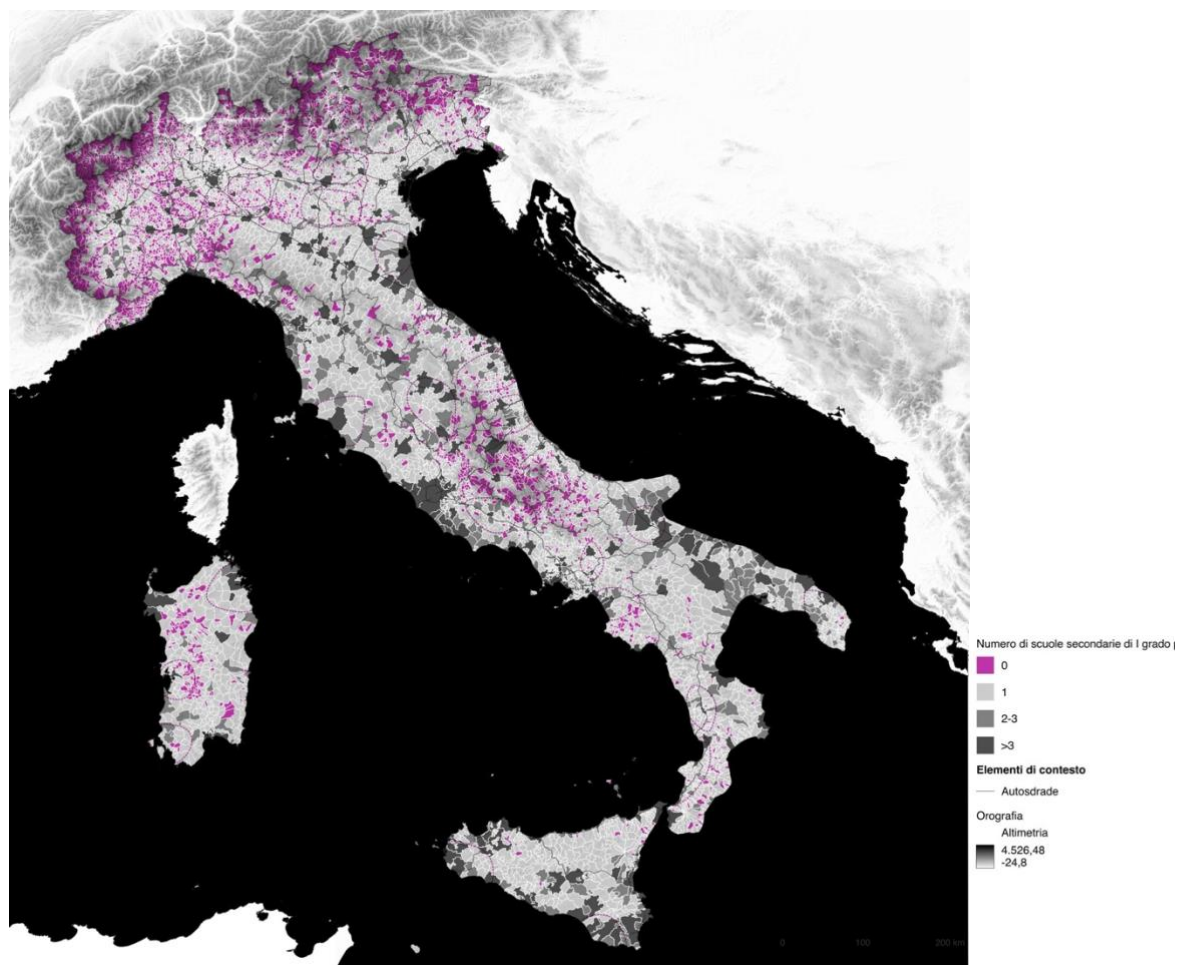 Numero di scuole secondarie di I grado
0
1
2-3
>3
Elementi di contesto
Autosdrade
Orografia
Altimetria
4.526,48
-24,8
0 100 200 km